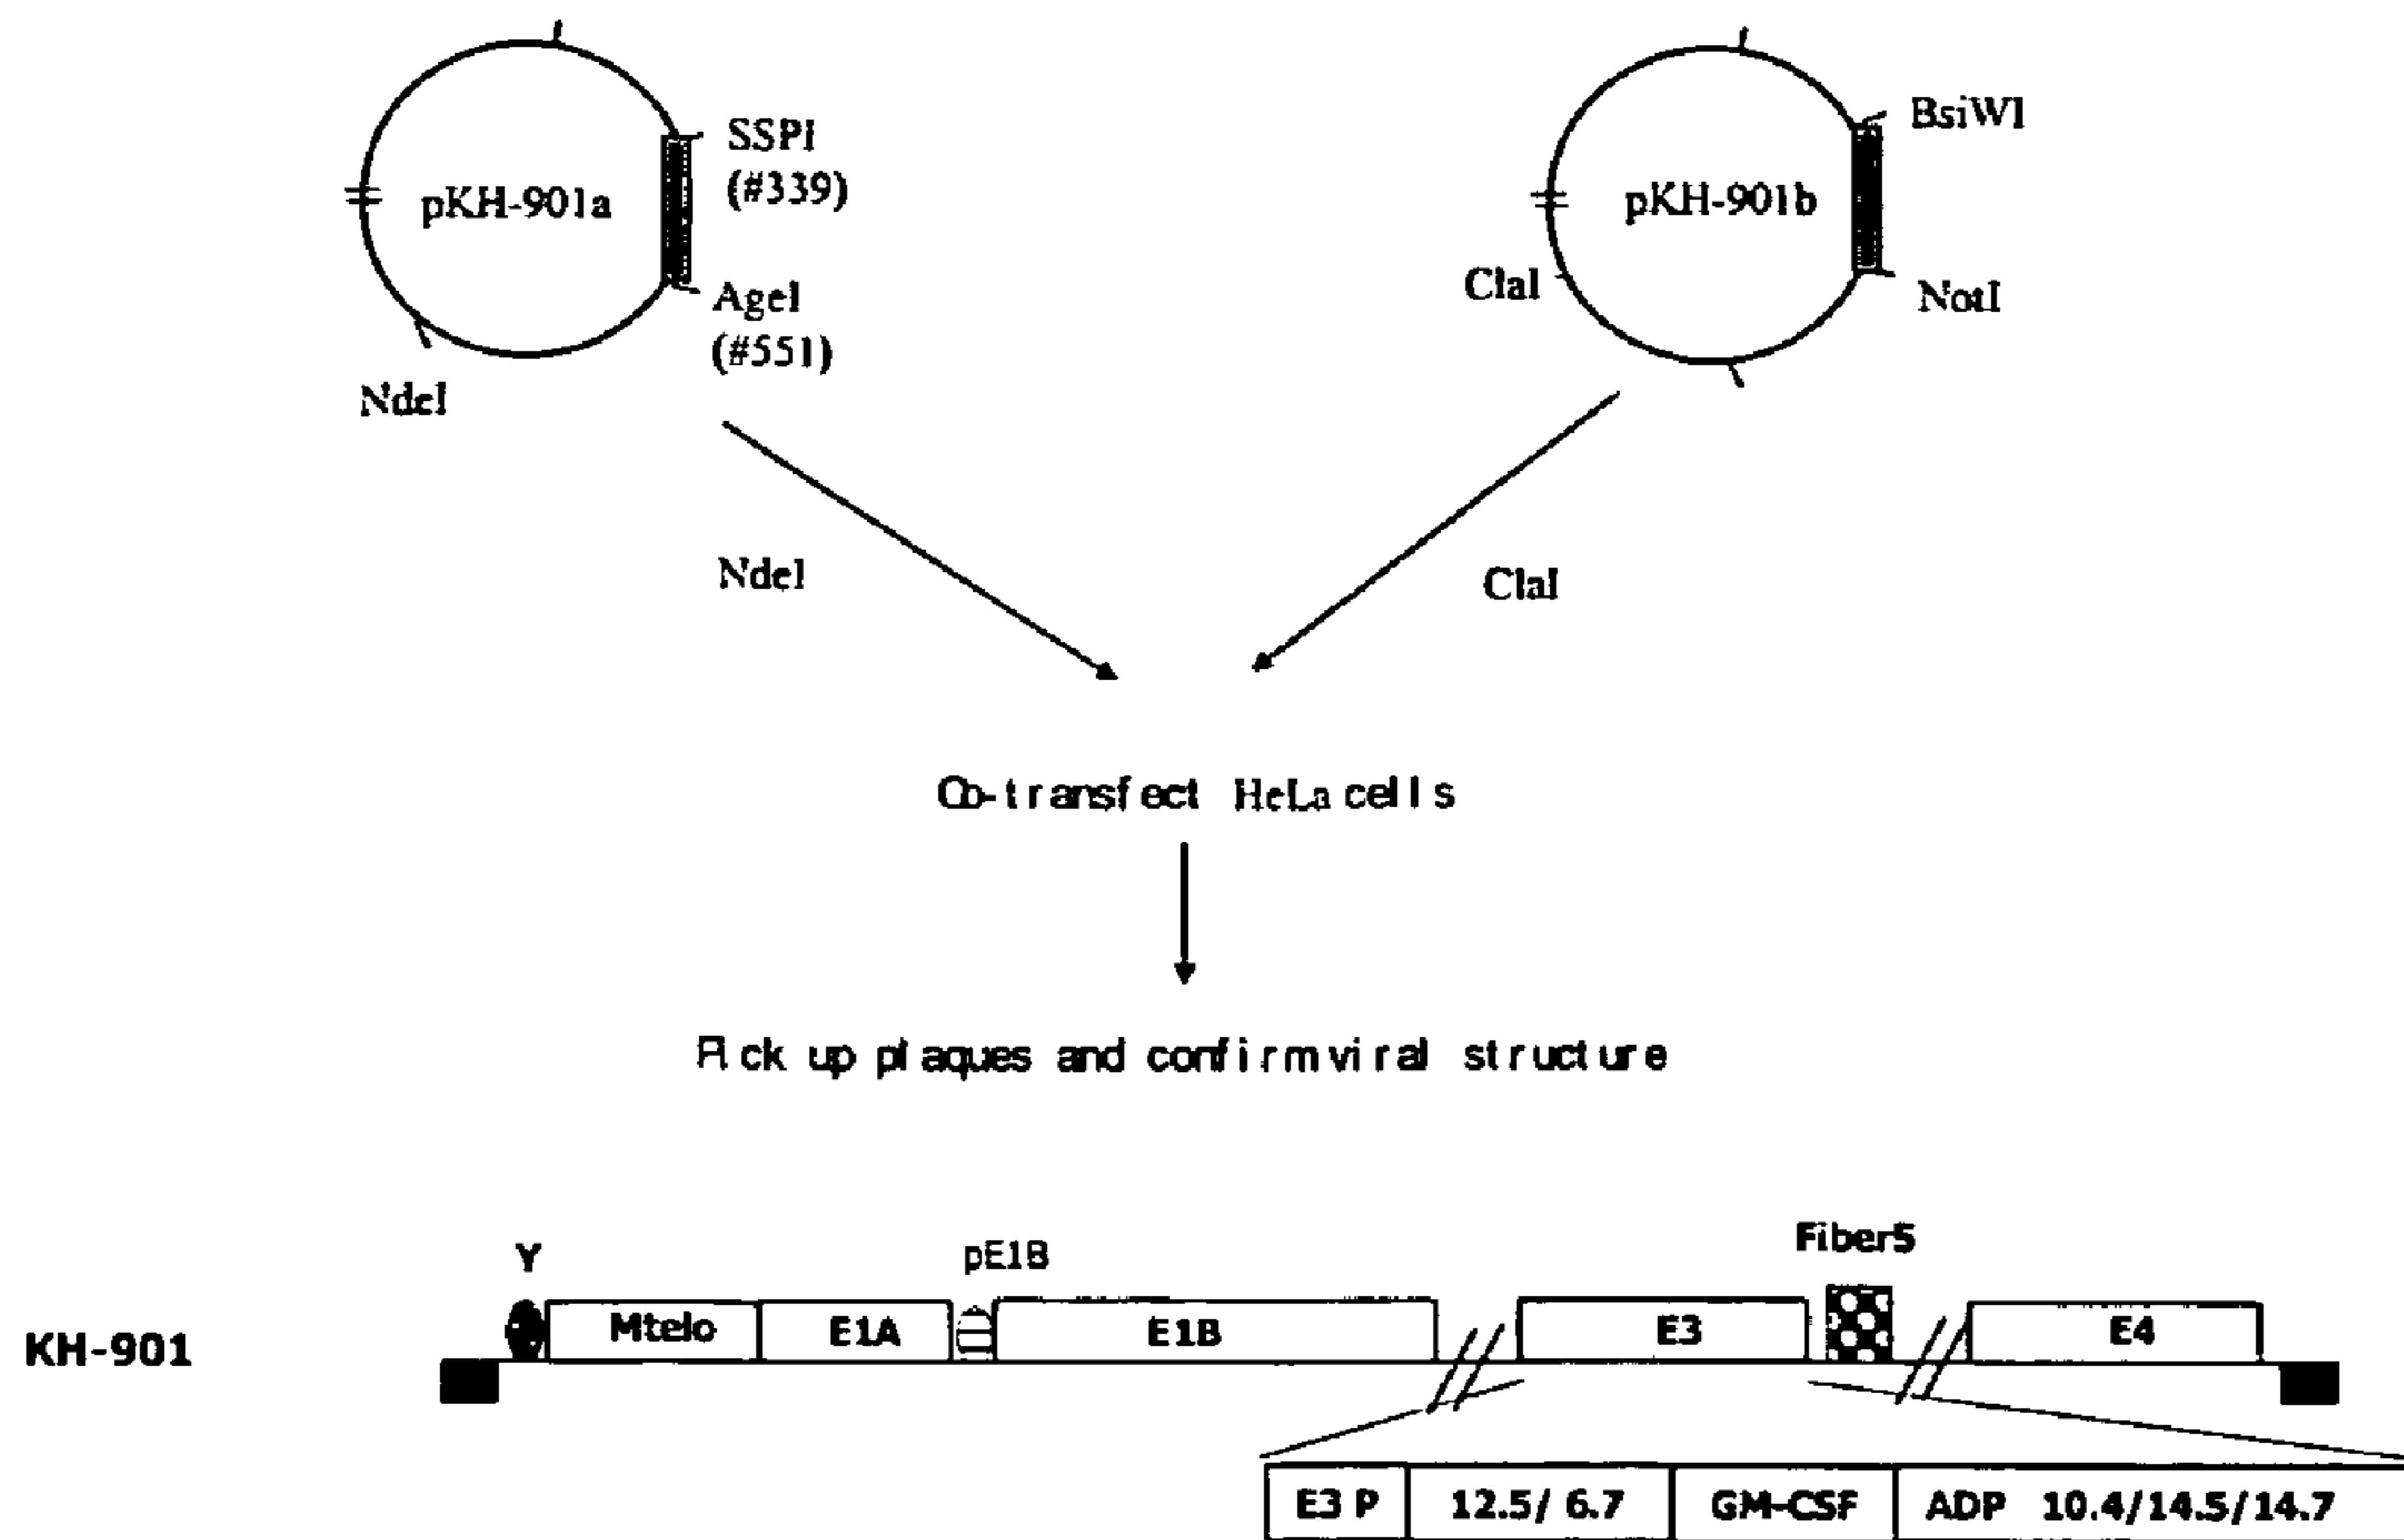 SSPI
(#339)
pKH-901a
AgeI
(#551)
NdeI
BsiWI
pKH-901b
ClaI
NotI
NdeI
ClaI
Co-transfect HeLa cells
Pick up plaques and confirm viral structure
Y
pE1B
Fiber5
KH-901
Mtelo
E1A
E1B
E3
E4
E3 P
12.5/ 6.7
GM-CSF
ADP 10.4/14.5/14.7